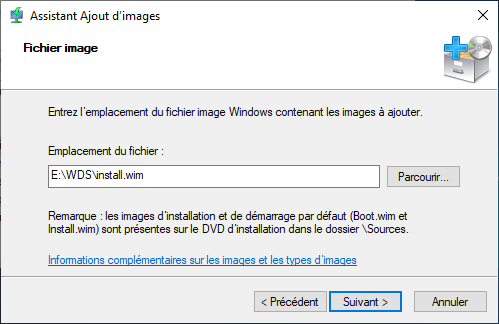 Assistant Ajout d'images
Fichier image
Entrez l'emplacement du fichier image Windows contenant les images à ajouter.
Emplacement du fichier :
E:\WDS\install.wim
Parcourir...
Remarque : les images d'installation et de démarrage par défaut (Boot.wim et
Install.wim) sont présentes sur le DVD d'installation dans le dossier \Sources.
Informations complémentaires sur les images et les types d'images
< Précédent
Suivant >
Annuler